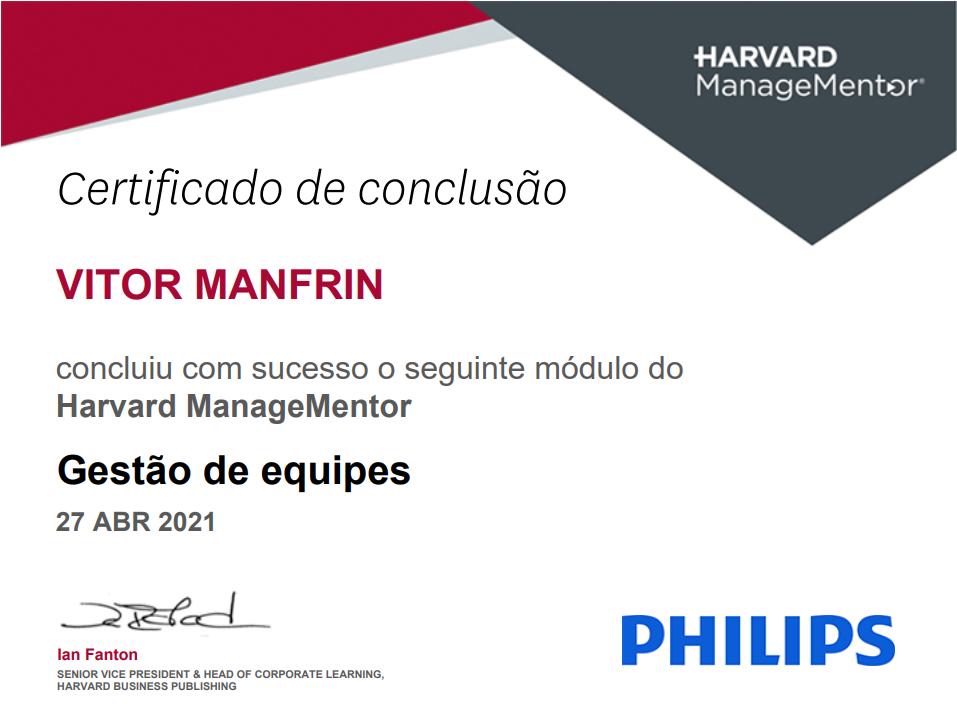 HARVARD
ManageMentor®
Certificado de conclusão
VITOR MANFRIN
concluiu com sucesso o seguinte módulo do
Harvard ManageMentor
Gestão de equipes
27 ABR 2021
Ian Fanton
SENIOR VICE PRESIDENT & HEAD OF CORPORATE LEARNING,
HARVARD BUSINESS PUBLISHING
PHILIPS